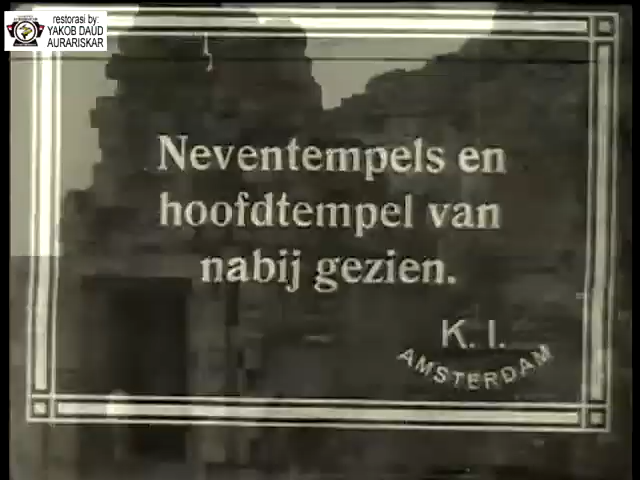 restorasi by:
YAKOB DAUD
AURARISKAR
Neventempels en
hoofdtempel van
nabij gezien.
K. I.
AMSTERDAM